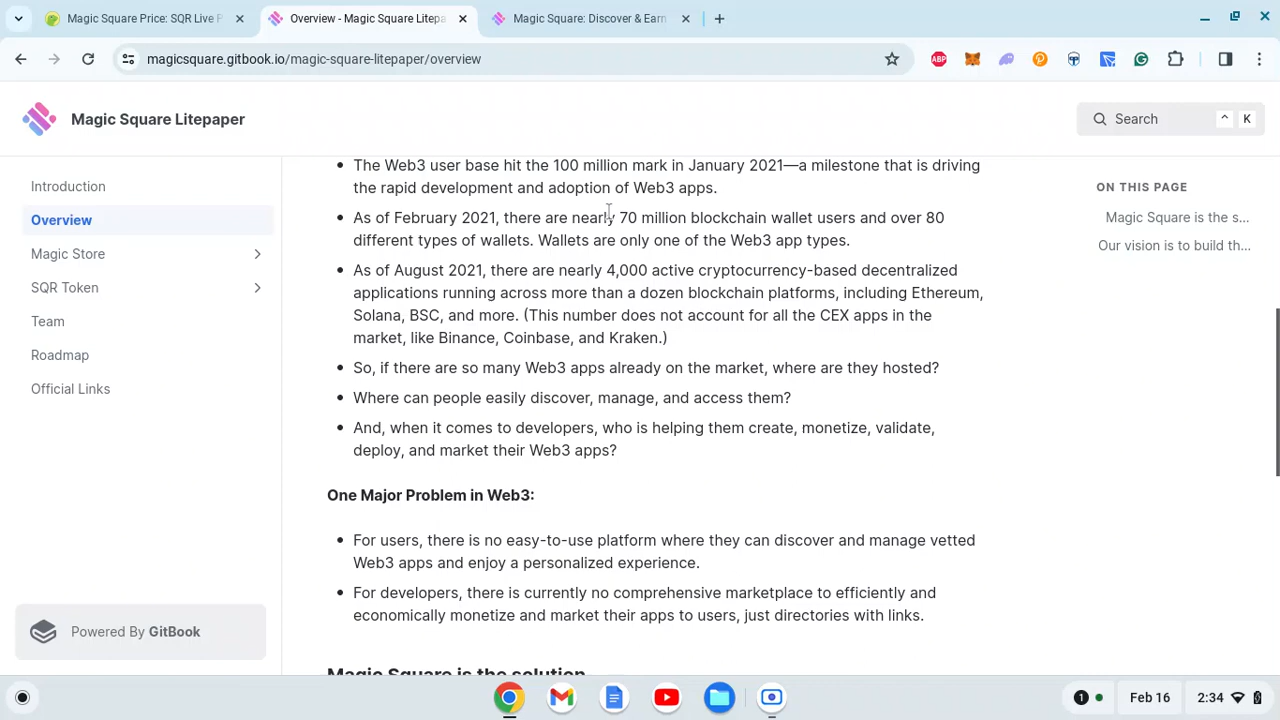 Magic Square Price: SQR Live P
Overview - Magic Square Litepa
Magic Square: Discover & Earn
magicsquare.gitbook.io/magic-square-litepaper/overview
ABP
Magic Square Litepaper
Search
^
K
Introduction
Overview
Magic Store
SQR Token
Team
Roadmap
Official Links
Powered By GitBook
• The Web3 user base hit the 100 million mark in January 2021—a milestone that is driving
the rapid development and adoption of Web3 apps.
• As of February 2021, there are nearly 70 million blockchain wallet users and over 80
different types of wallets. Wallets are only one of the Web3 app types.
• As of August 2021, there are nearly 4,000 active cryptocurrency-based decentralized
applications running across more than a dozen blockchain platforms, including Ethereum,
Solana, BSC, and more. (This number does not account for all the CEX apps in the
market, like Binance, Coinbase, and Kraken.)
• So, if there are so many Web3 apps already on the market, where are they hosted?
• Where can people easily discover, manage, and access them?
• And, when it comes to developers, who is helping them create, monetize, validate,
deploy, and market their Web3 apps?
One Major Problem in Web3:
• For users, there is no easy-to-use platform where they can discover and manage vetted
Web3 apps and enjoy a personalized experience.
• For developers, there is currently no comprehensive marketplace to efficiently and
economically monetize and market their apps to users, just directories with links.
Magic Square is the solution
ON THIS PAGE
Magic Square is the s...
Our vision is to build th...
1
Feb 16
2:34